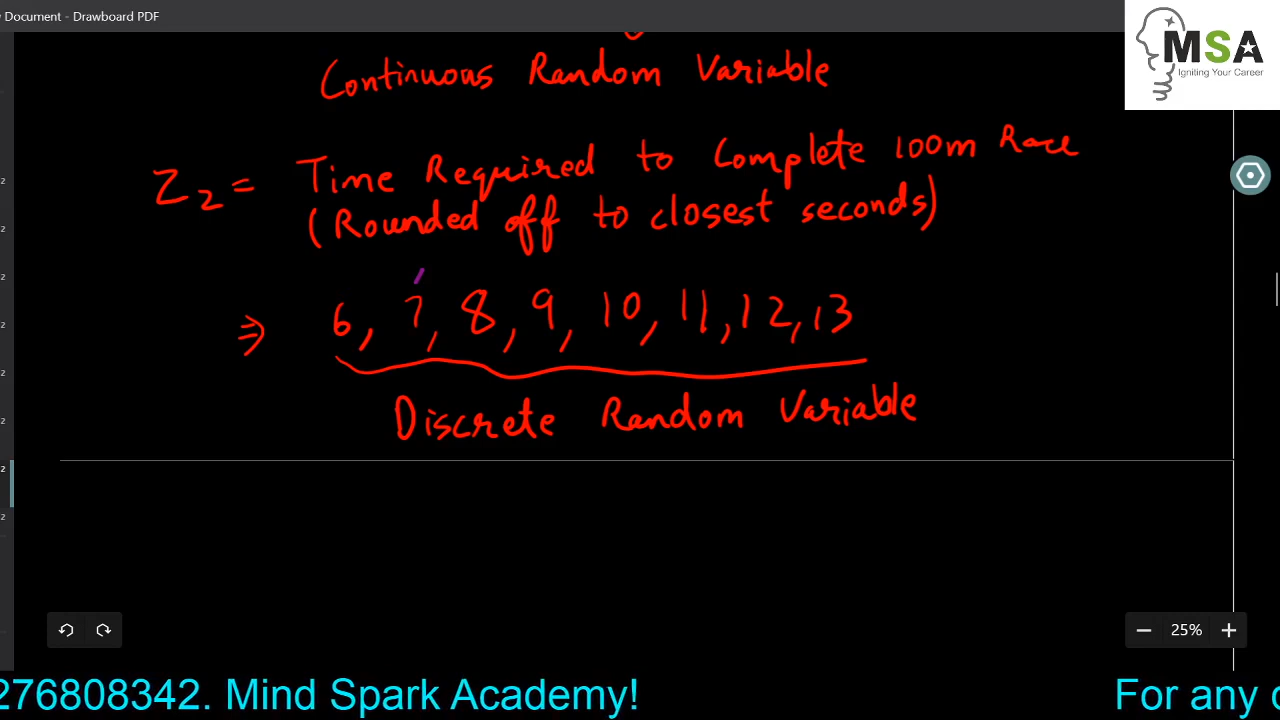 Document - Drawboard PDF
MSA
Igniting Your Career
Continuous Random Variable
Z2 = Time Required to Complete 100m Race
(Rounded off to closest seconds)
⇒ 6, 7, 8, 9, 10, 11, 12, 13
Discrete Random Variable
25%
276808342. Mind Spark Academy! For any